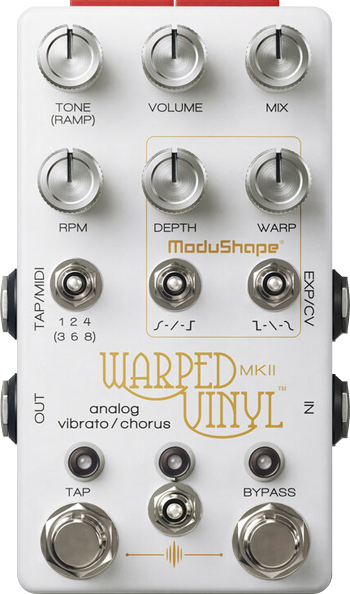 TONE VOLUME MIX
(RAMP)
RPM DEPTH WARP
ModuShape®
TAP/MIDI
EXP/CV
1 2 4
(3 6 8)
WARPED MKII
VINYL™
analog
vibrato/chorus
OUT
IN
TAP BYPASS